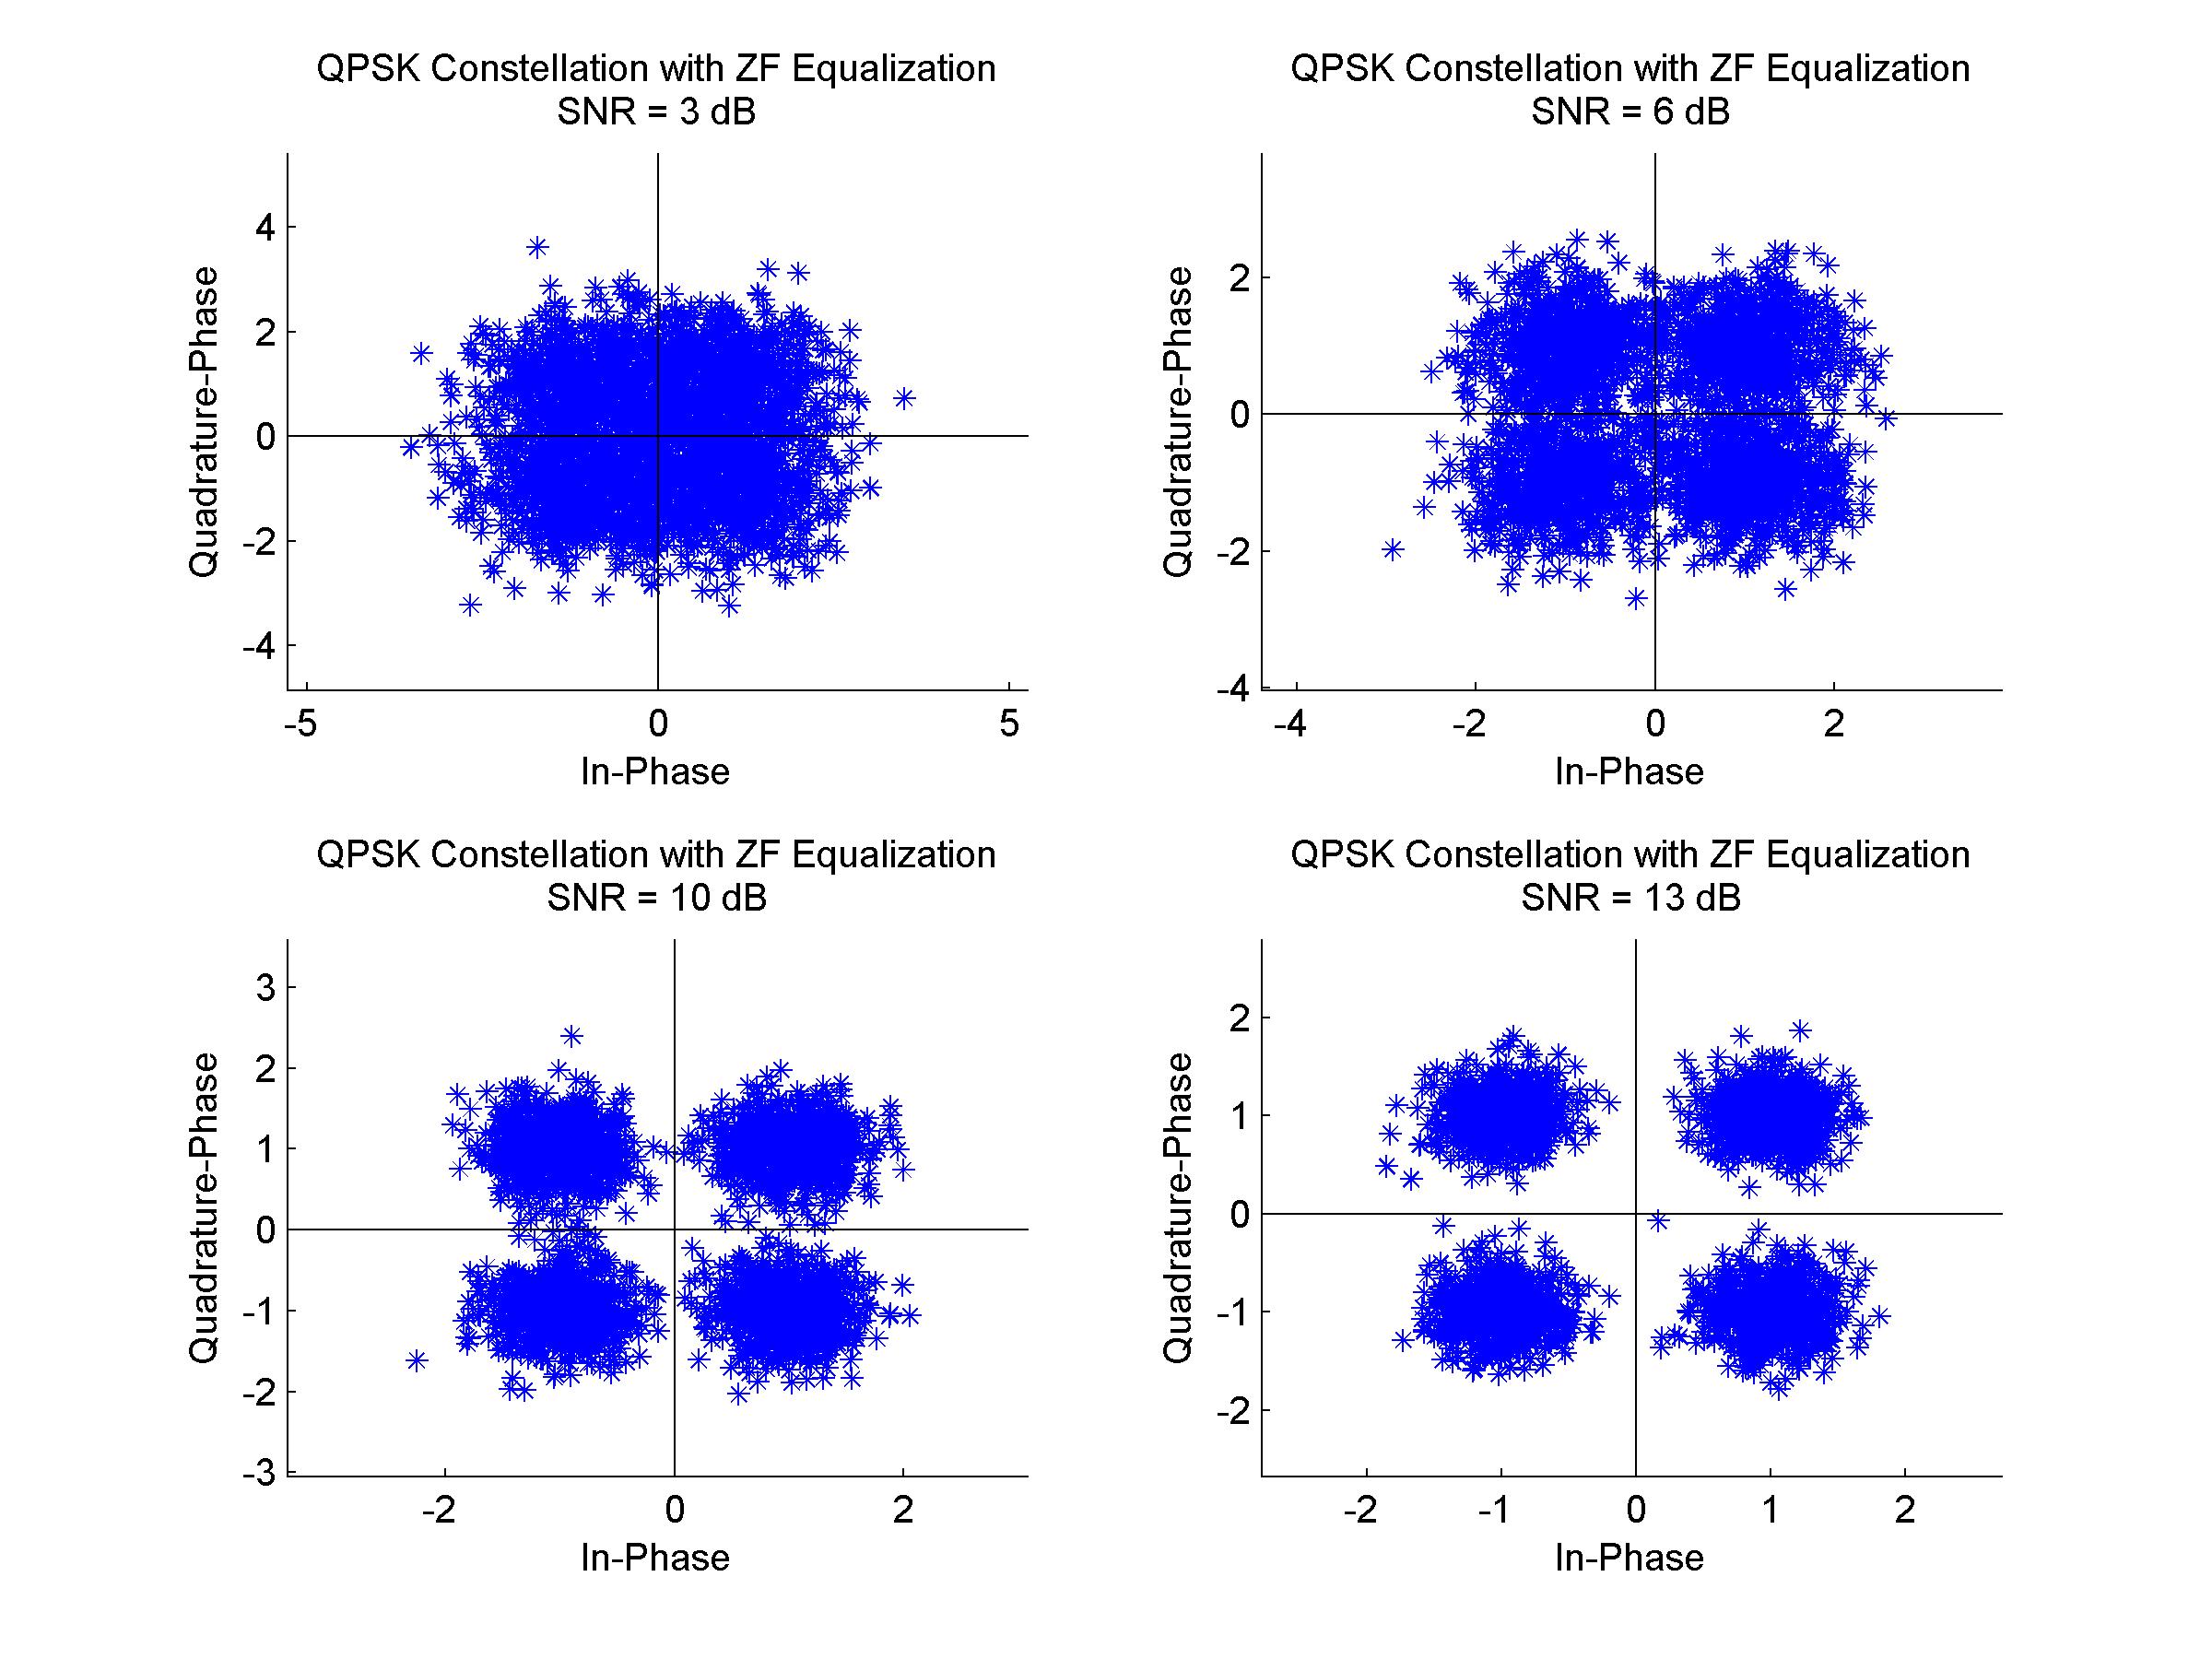 QPSK Constellation with ZF Equalization
SNR = 3 dB
4
2
0
-2
-4
Quadrature-Phase
-5
0
5
In-Phase
QPSK Constellation with ZF Equalization
SNR = 6 dB
2
0
-2
-4
Quadrature-Phase
-4
-2
0
2
In-Phase
QPSK Constellation with ZF Equalization
SNR = 10 dB
3
2
1
0
-1
-2
-3
Quadrature-Phase
-2
0
2
In-Phase
QPSK Constellation with ZF Equalization
SNR = 13 dB
2
1
0
-1
-2
Quadrature-Phase
-2
-1
0
1
2
In-Phase